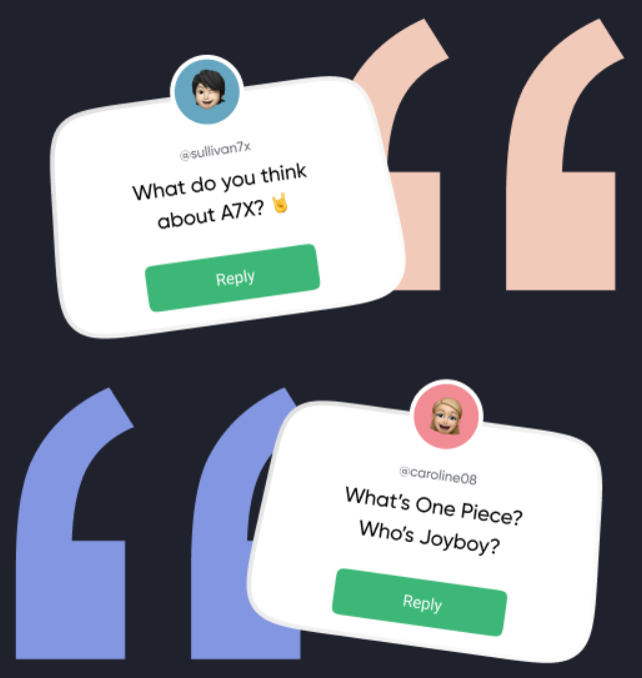 @sullivan7x
What do you think
about A7X? 🤘
Reply
@caroline08
What's One Piece?
Who's Joyboy?
Reply